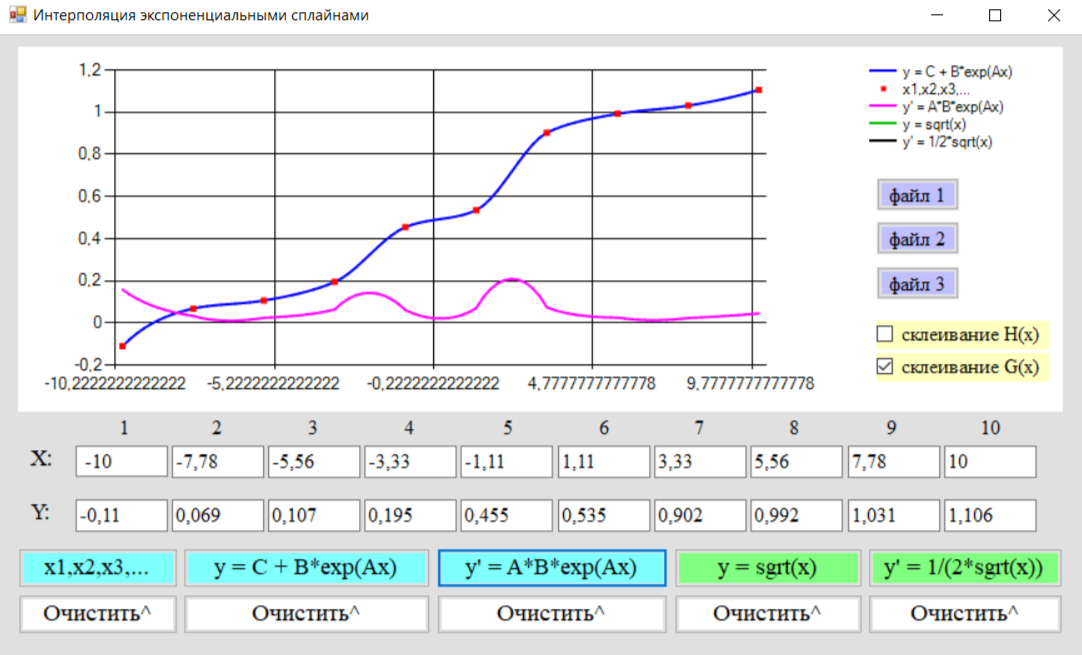 Интерполяция экспоненциальными сплайнами
1,2
1
0,8
0,6
0,4
0,2
0
-0,2
-10,2222222222222 -5,2222222222222 -0,2222222222222 4,7777777777778 9,7777777777778
y = C + B*exp(Ax)
x1,x2,x3,...
y' = A*B*exp(Ax)
y = sqrt(x)
y' = 1/2*sqrt(x)
файл 1
файл 2
файл 3
склеивание H(x)
склеивание G(x)
1 2 3 4 5 6 7 8 9 10
X: -10 -7,78 -5,56 -3,33 -1,11 1,11 3,33 5,56 7,78 10
Y: -0,11 0,069 0,107 0,195 0,455 0,535 0,902 0,992 1,031 1,106
x1,x2,x3,... y = C + B*exp(Ax) y' = A*B*exp(Ax) y = sgrt(x) y' = 1/(2*sgrt(x))
Очистить^ Очистить^ Очистить^ Очистить^ Очистить^